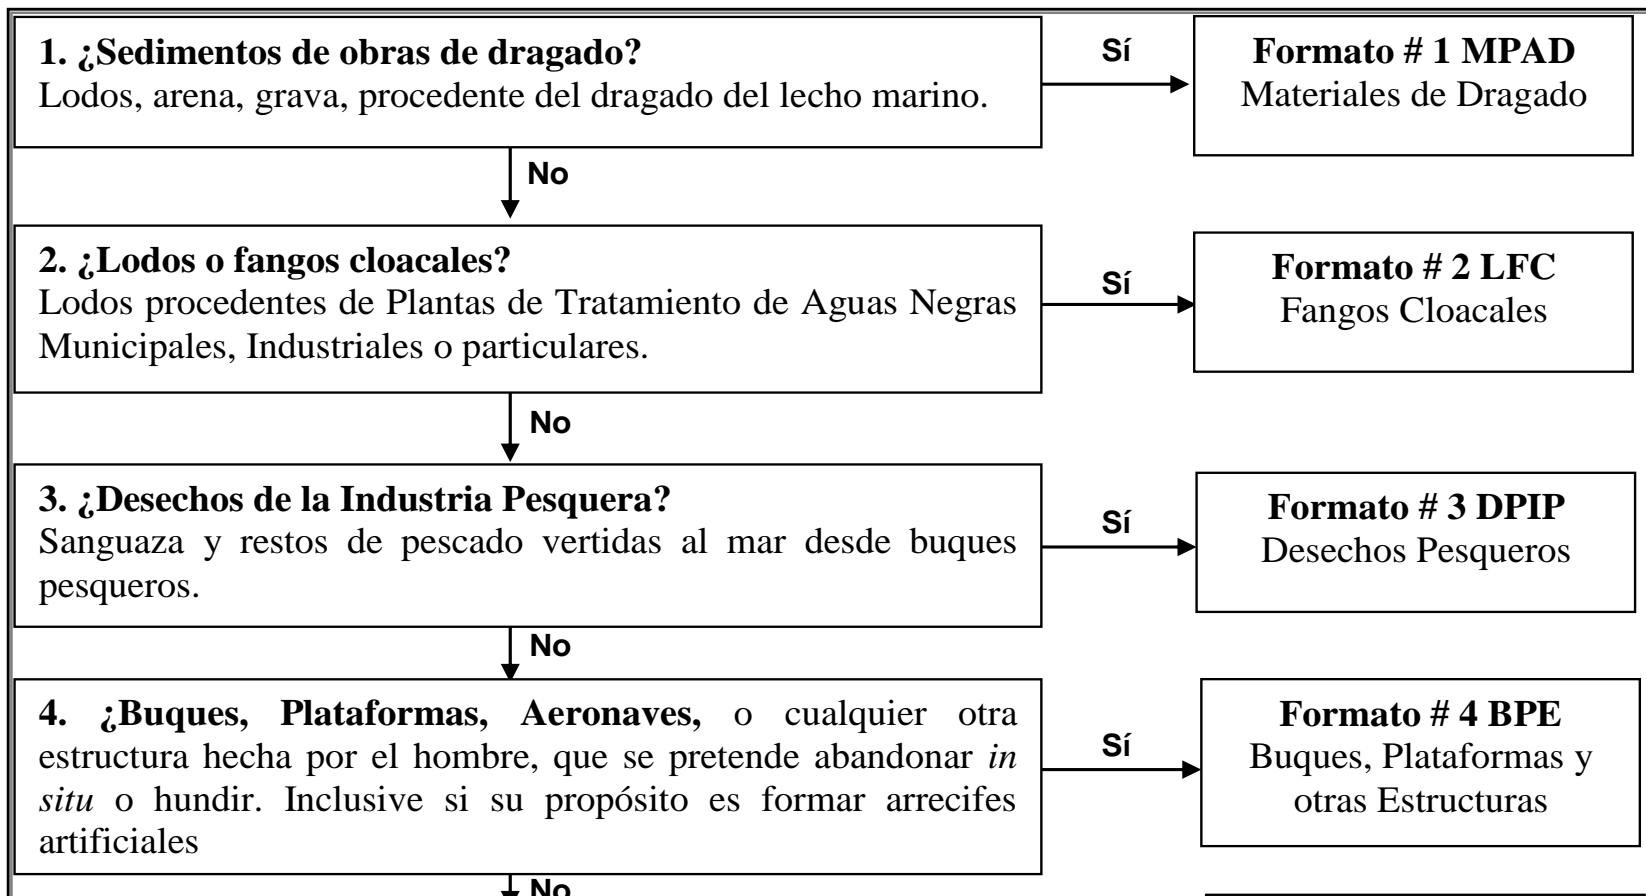 1. ¿Sedimentos de obras de dragado?
Lodos, arena, grava, procedente del dragado del lecho marino.
Sí
Formato # 1 MPAD
Materiales de Dragado
No
2. ¿Lodos o fangos cloacales?
Lodos procedentes de Plantas de Tratamiento de Aguas Negras
Municipales, Industriales o particulares.
Sí
Formato # 2 LFC
Fangos Cloacales
No
3. ¿Desechos de la Industria Pesquera?
Sanguaza y restos de pescado vertidas al mar desde buques
pesqueros.
Sí
Formato # 3 DPIP
Desechos Pesqueros
No
4. ¿Buques, Plataformas, Aeronaves, o cualquier otra
estructura hecha por el hombre, que se pretende abandonar in
situ o hundir. Inclusive si su propósito es formar arrecifes
artificiales
Sí
Formato # 4 BPE
Buques, Plataformas y
otras Estructuras
No